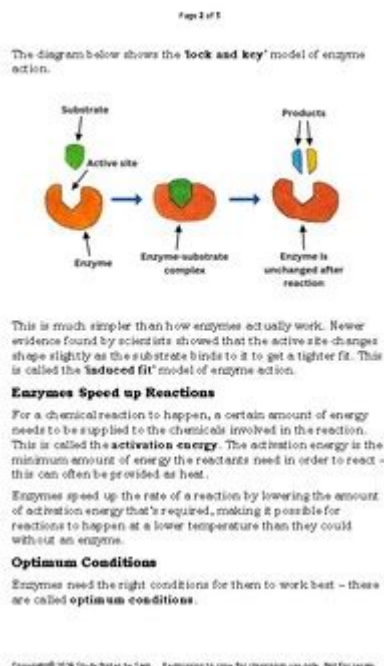 Page 2 of 5
The diagram below shows the 'lock and key' model of enzyme
action.
Substrate
Products
Active site
Enzyme
Enzyme-substrate
complex
Enzyme is
unchanged after
reaction
This is much simpler than how enzymes actually work. Newer
evidence found by scientists showed that the active site changes
shape slightly as the substrate binds to it to get a tighter fit. This
is called the 'induced fit' model of enzyme action.
Enzymes Speed up Reactions
For a chemical reaction to happen, a certain amount of energy
needs to be supplied to the chemicals involved in the reaction.
This is called the activation energy. The activation energy is the
minimum amount of energy the reactants need in order to react –
this can often be provided as heat.
Enzymes speed up the rate of a reaction by lowering the amount
of activation energy that's required, making it possible for
reactions to happen at a lower temperature than they could
without an enzyme.
Optimum Conditions
Enzymes need the right conditions for them to work best – these
are called optimum conditions.